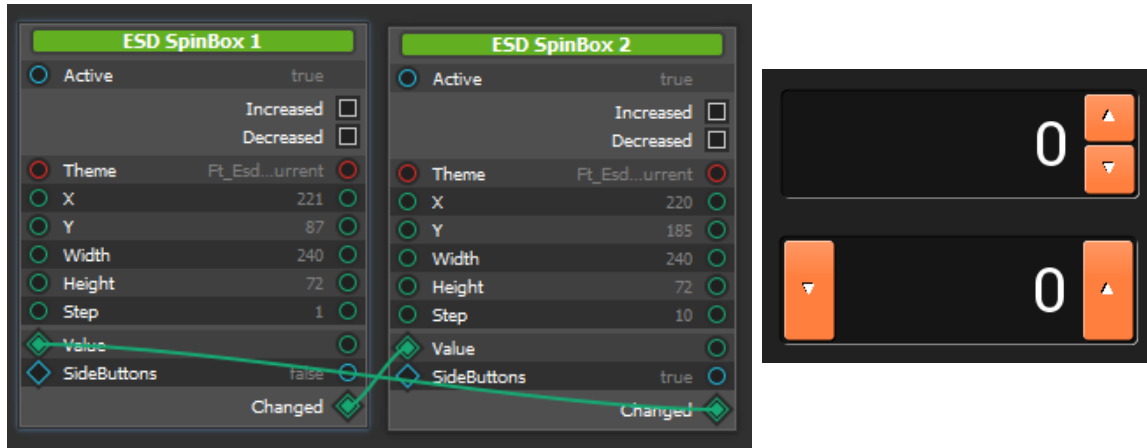 ESD SpinBox 1
Active true
Increased
Decreased
Theme Ft_Esd...urrent
X 221
Y 87
Width 240
Height 72
Step 1
Value
SideButtons false
Changed
ESD SpinBox 2
Active true
Increased
Decreased
Theme Ft_Esd...urrent
X 220
Y 185
Width 240
Height 72
Step 10
Value
SideButtons true
Changed
0
0